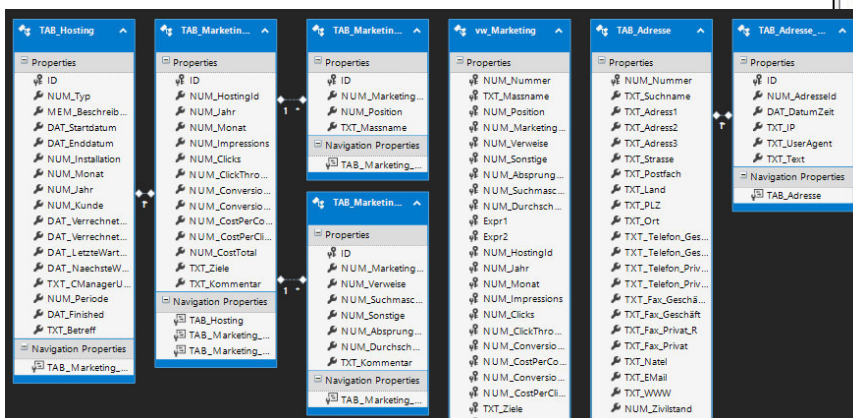 TAB_Hosting
Properties
ID
NUM_Typ
MEM_Beschreib...
DAT_Startdatum
DAT_Enddatum
NUM_Installation
NUM_Monat
NUM_Jahr
NUM_Kunde
DAT_Verrechnet...
DAT_Verrechnet...
DAT_LetzteWart...
DAT_NaechsteW...
TXT_CManagerU...
NUM_Periode
DAT_Finished
TXT_Betreff
Navigation Properties
TAB_Marketing_...
1
TAB_Marketin...
Properties
ID
NUM_HostingId
NUM_Jahr
NUM_Monat
NUM_Impressions
NUM_Clicks
NUM_ClickThro...
NUM_Conversio...
NUM_Conversio...
NUM_CostPerCo...
NUM_CostPerCli...
NUM_CostTotal
TXT_Ziele
TXT_Kommentar
Navigation Properties
TAB_Hosting
TAB_Marketing_...
TAB_Marketing_...
1 *
1 *
TAB_Marketin...
Properties
ID
NUM_Marketing...
NUM_Position
TXT_Massname
Navigation Properties
TAB_Marketing_...
TAB_Marketin...
Properties
ID
NUM_Marketing...
NUM_Verweise
NUM_Suchmasc...
NUM_Sonstige
NUM_Absprung...
NUM_Durchsch...
TXT_Kommentar
Navigation Properties
TAB_Marketing_...
vw_Marketing
Properties
NUM_Nummer
TXT_Massname
NUM_Position
NUM_Marketing...
NUM_Verweise
NUM_Sonstige
NUM_Absprung...
NUM_Suchmasc...
NUM_Durchsch...
Expr1
Expr2
NUM_HostingId
NUM_Jahr
NUM_Monat
NUM_Impressions
NUM_Clicks
NUM_ClickThro...
NUM_Conversio...
NUM_CostPerCo...
NUM_Conversio...
NUM_CostPerCli...
TXT_Ziele
TAB_Adresse
Properties
NUM_Nummer
TXT_Suchname
TXT_Adress1
TXT_Adress2
TXT_Adress3
TXT_Strasse
TXT_Postfach
TXT_Land
TXT_PLZ
TXT_Ort
TXT_Telefon_Ges...
TXT_Telefon_Ges...
TXT_Telefon_Priv...
TXT_Telefon_Priv...
TXT_Fax_Geschä...
TXT_Fax_Geschäft
TXT_Fax_Privat_R
TXT_Fax_Privat
TXT_Natel
TXT_EMail
TXT_WWW
NUM_Zivilstand
TAB_Adresse_...
Properties
ID
NUM_AdresseId
DAT_DatumZeit
TXT_IP
TXT_UserAgent
TXT_Text
Navigation Properties
TAB_Adresse